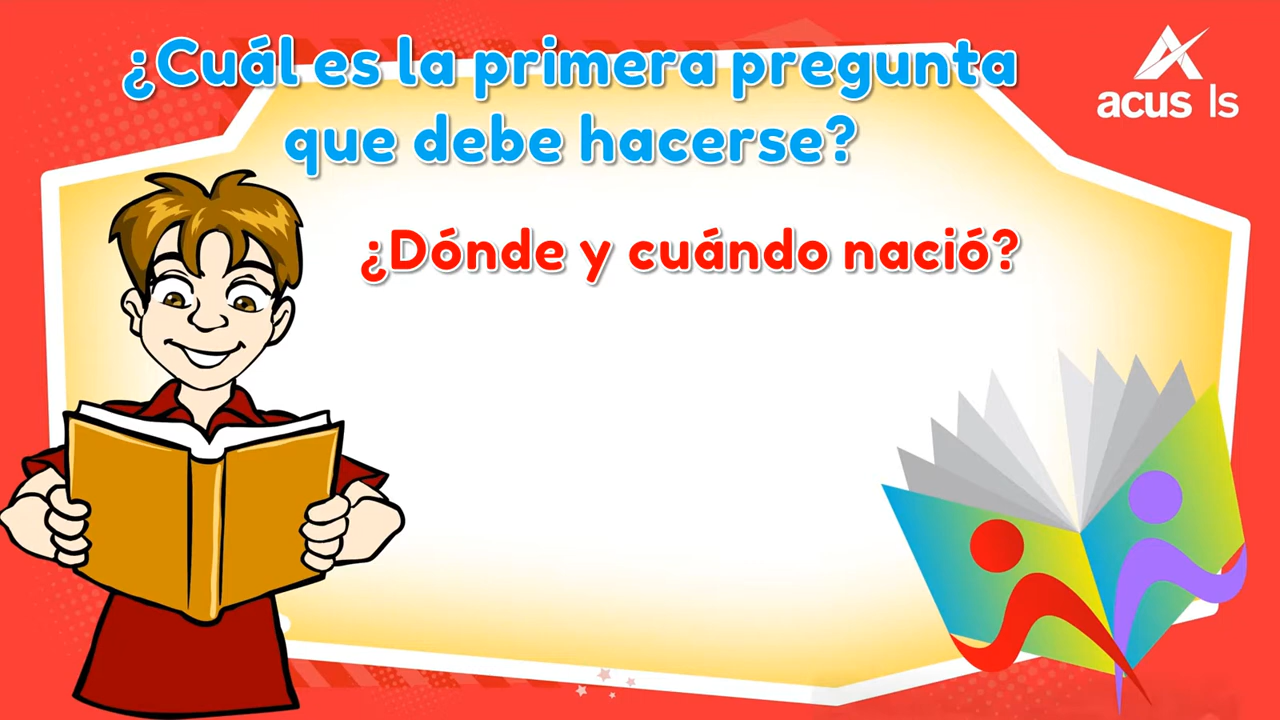 ¿Cuál es la primera pregunta
que debe hacerse?
acus ls
¿Dónde y cuándo nació?